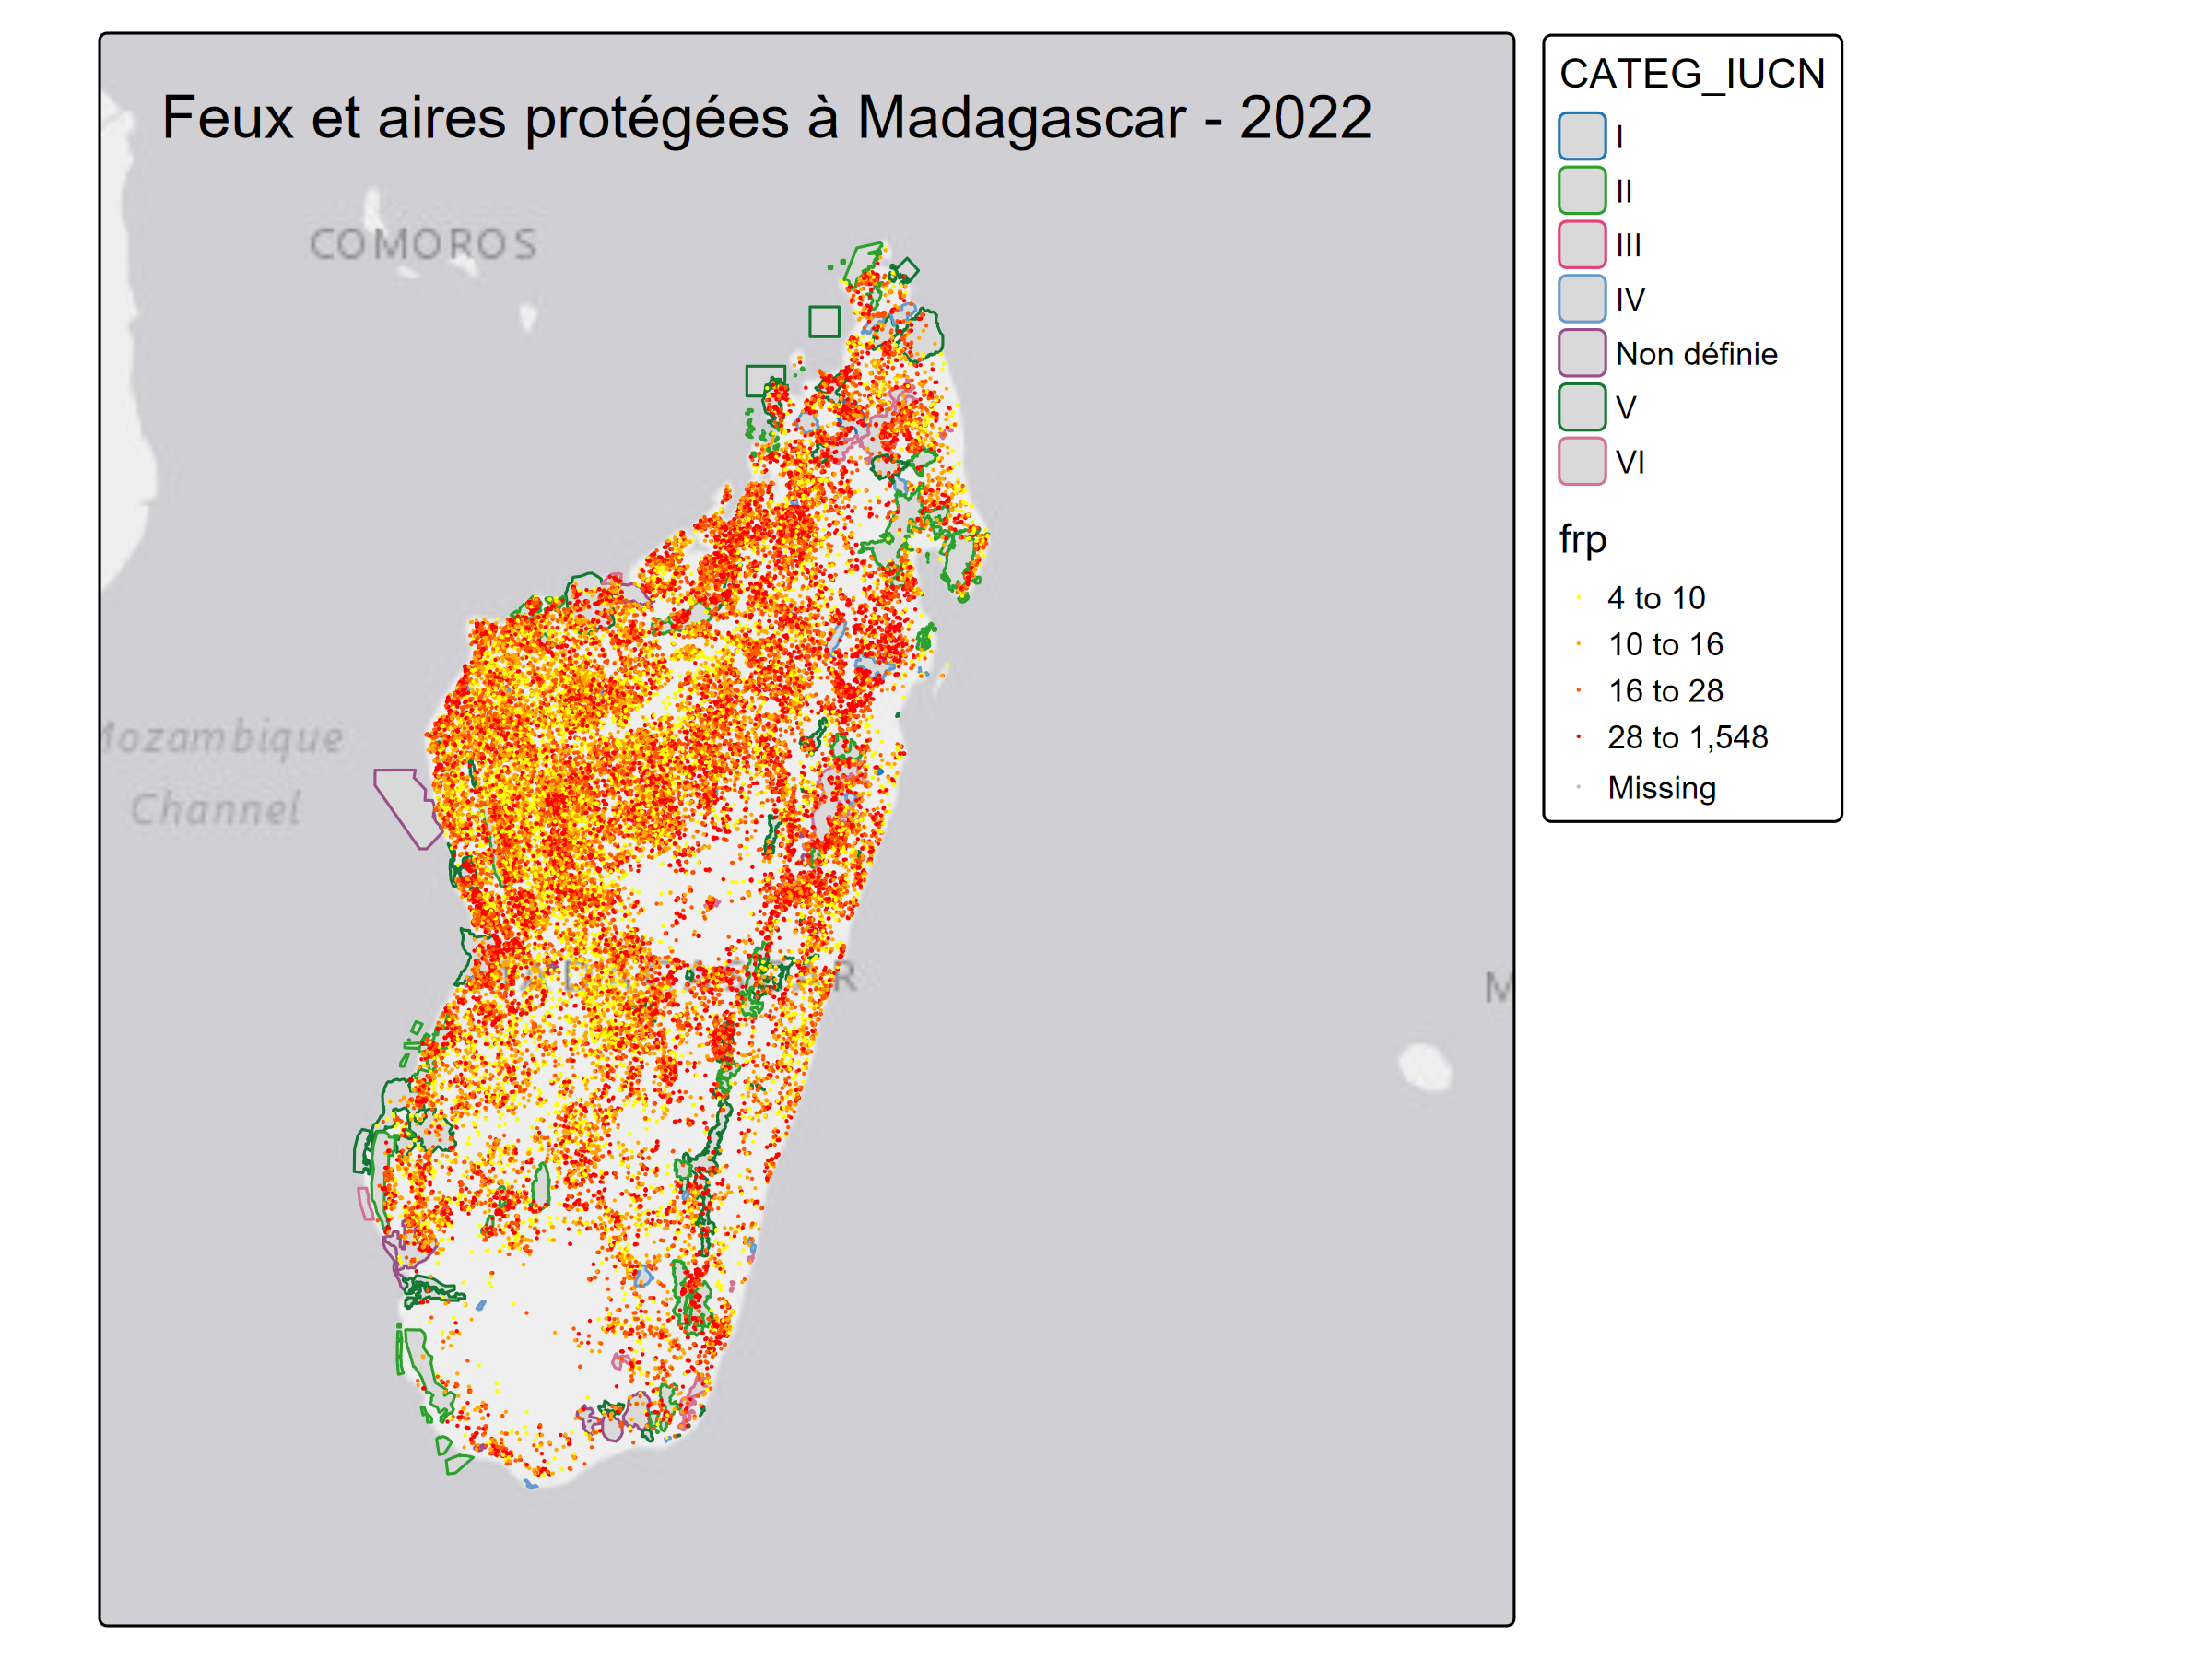 Feux et aires protégées à Madagascar - 2022
COMOROS
Mozambique
Channel
M
CATEG_IUCN
I
II
III
IV
Non définie
V
VI
frp
4 to 10
10 to 16
16 to 28
28 to 1,548
Missing